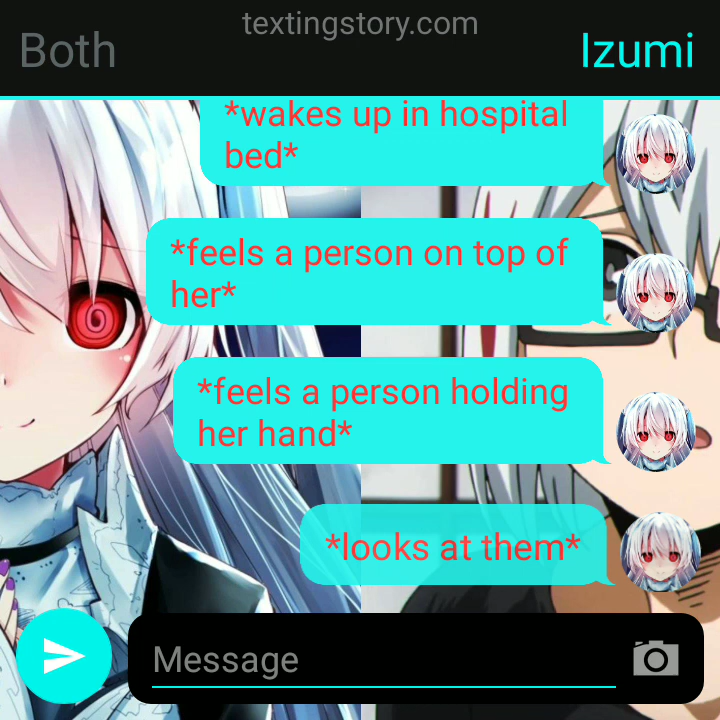 textingstory.com
Both
Izumi
*wakes up in hospital
bed*
*feels a person on top of
her*
*feels a person holding
her hand*
*looks at them*
Message